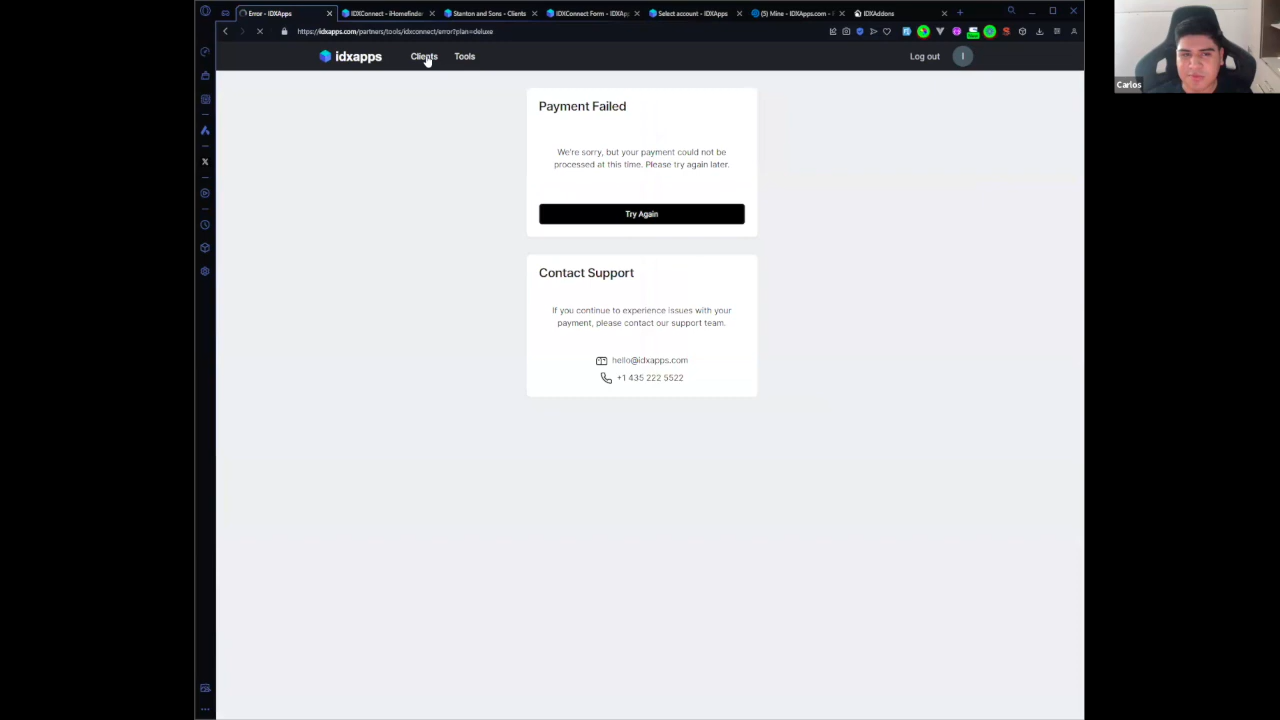 Error - IDXApps
IDXConnect - iHomefinder
Stanton and Sons - Clients
IDXConnect Form - IDXApp
Select account - IDXApps
(5) Mine - IDXApps.com -
IDXAddons
https://idxapps.com/partners/tools/idxconnect/error?plan=deluxe
idxapps
Clients
Tools
Log out
I
Carlos
Payment Failed
We're sorry, but your payment could not be
processed at this time. Please try again later.
Try Again
Contact Support
If you continue to experience issues with your
payment, please contact our support team.
hello@idxapps.com
+1 435 222 5522